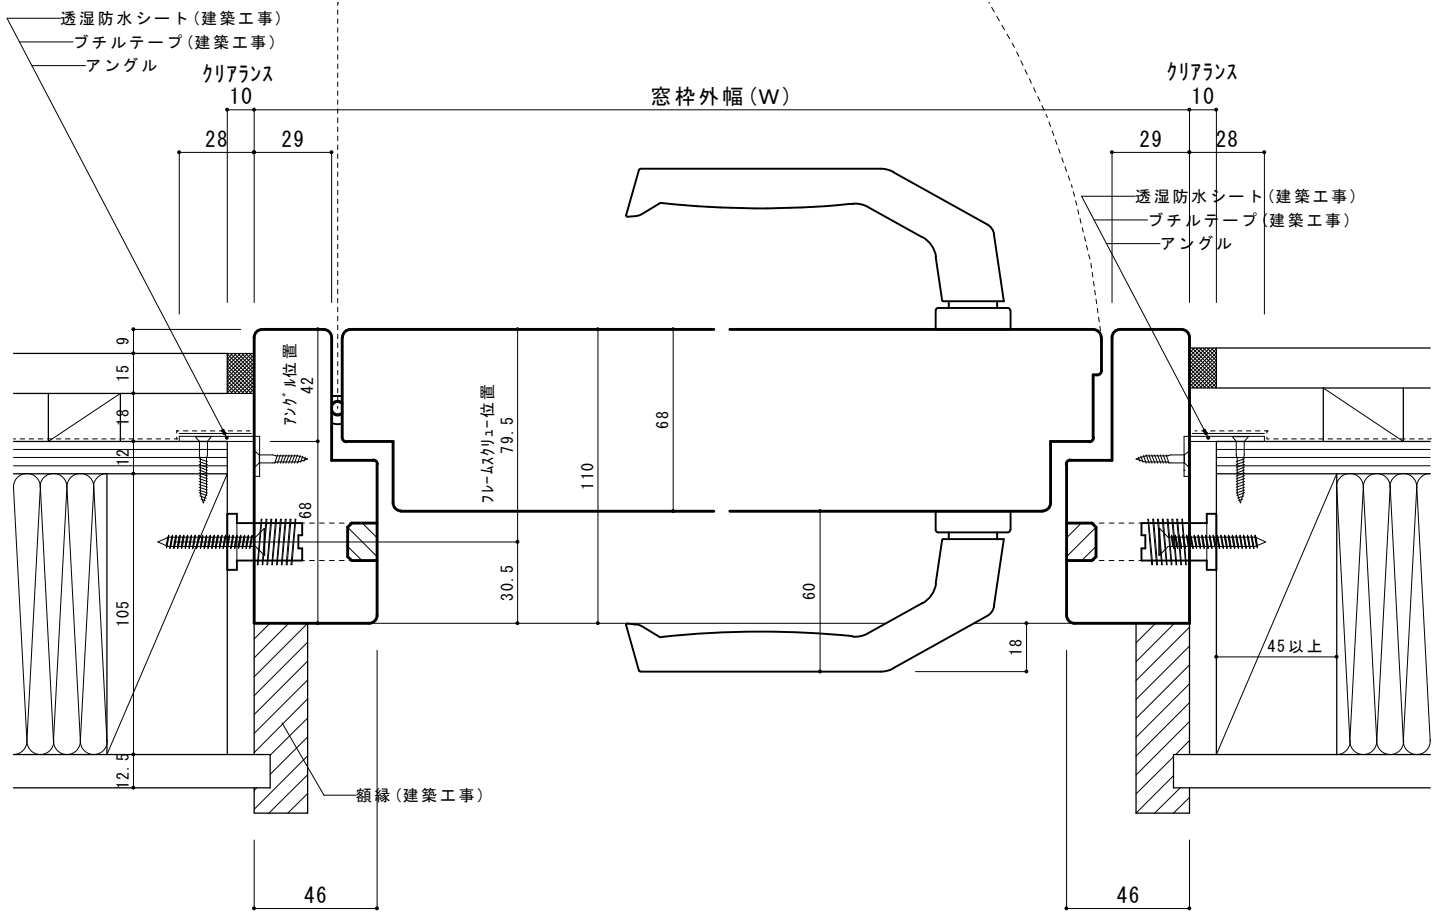 透湿防水シート(建築工事)
ブチルテープ(建築工事)
アングル
クリアランス
10
窓枠外幅(W)
クリアランス
10
28
29
29
28
透湿防水シート(建築工事)
ブチルテープ(建築工事)
アングル
9
15
18
12
105
12.5
アングル位置
42
68
フレームスクリュー位置
79.5
30.5
110
68
60
18
45以上
額縁(建築工事)
46
46